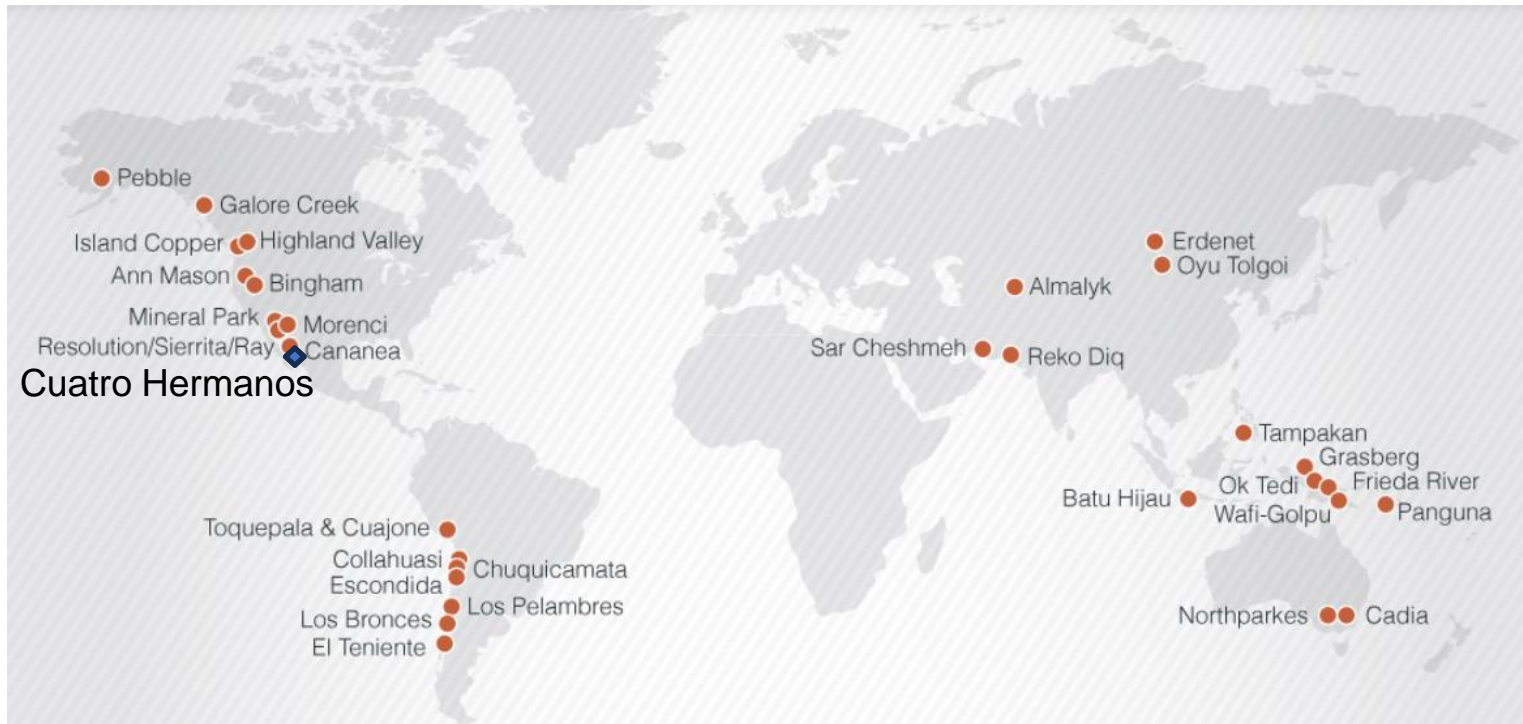 Pebble
Galore Creek
Island Copper
Highland Valley
Ann Mason
Bingham
Mineral Park
Morenci
Resolution/Sierrita/Ray
Cananea
Cuatro Hermanos
Toquepala & Cuajone
Collahuasi
Chuquicamata
Escondida
Los Pelambres
Los Bronces
El Teniente
Erdenet
Oyu Tolgoi
Almalyk
Sar Cheshmeh
Reko Diq
Tampakan
Grasberg
Ok Tedi
Frieda River
Batu Hijau
Wafi-Golpu
Panguna
Northparkes
Cadia